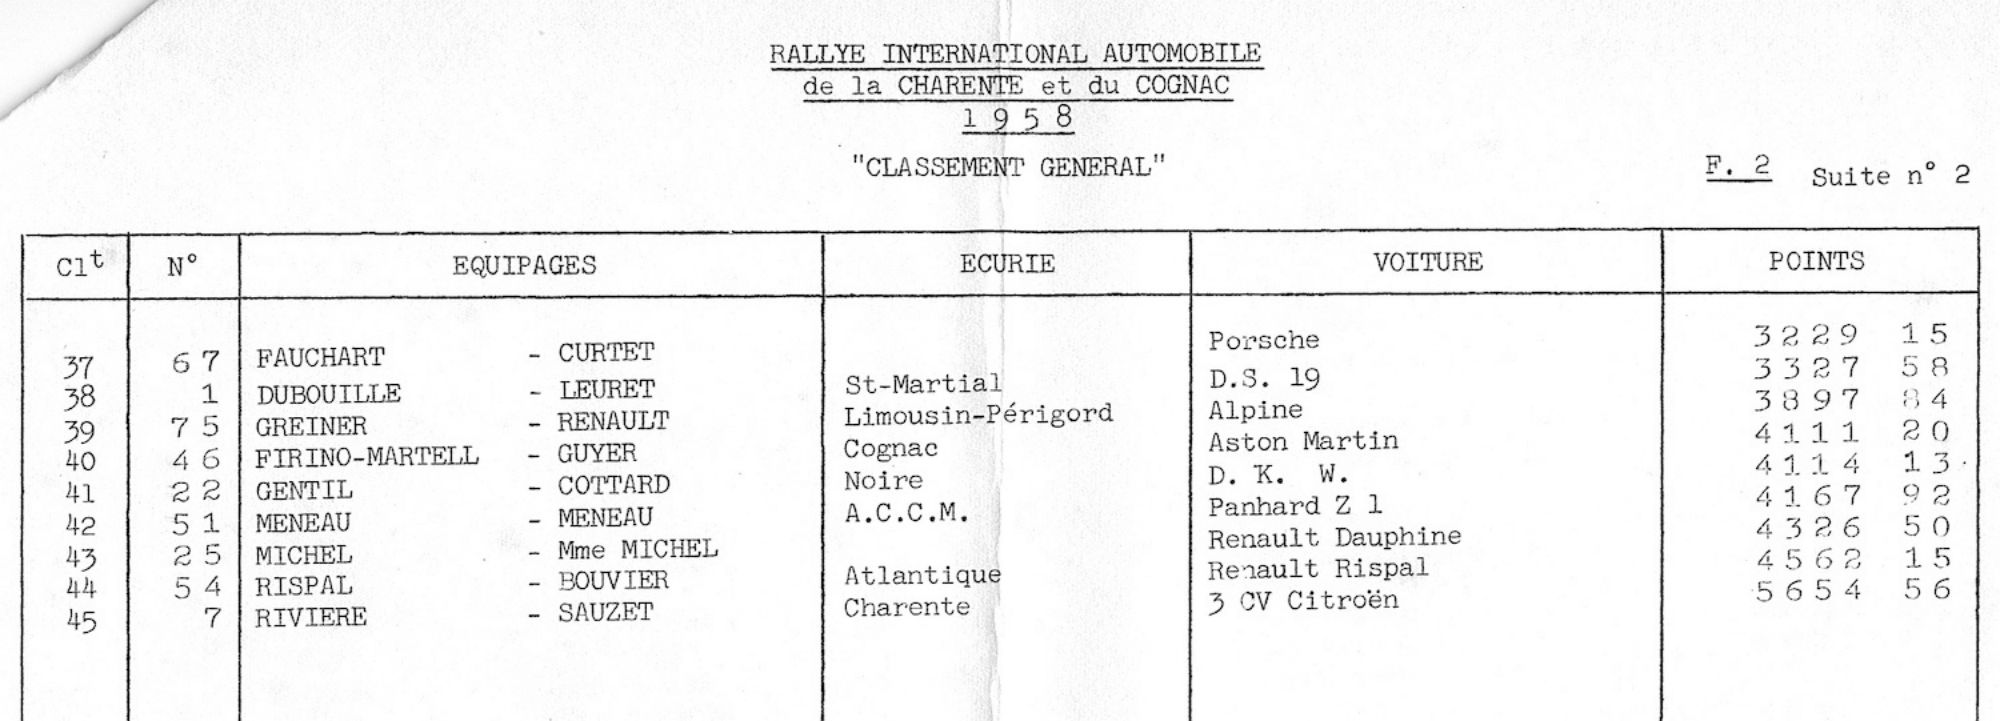 RALLYE INTERNATIONAL AUTOMOBILE
de la CHARENTE et du COGNAC
1958
"CLASSEMENT GENERAL"
F. 2 Suite n° 2
Clt N° EQUIPAGES ECURIE VOITURE POINTS
37 67 FAUCHART - CURTET Porsche 3229 15
38 1 DUBOUILLE - LEURET St-Martial D.S. 19 3327 58
39 75 GREINER - RENAULT Limousin-Périgord Alpine 3897 84
40 46 FIRINO-MARTELL - GUYER Cognac Aston Martin 4111 20
41 22 GENTIL - COTTARD Noire D. K. W. 4114 13
42 51 MENEAU - MENEAU A.C.C.M. Panhard Z 1 4167 92
43 25 MICHEL - Mme MICHEL Renault Dauphine 4326 50
44 54 RISPAL - BOUVIER Atlantique Renault Rispal 4562 15
45 7 RIVIERE - SAUZET Charente 3 CV Citroën 5654 56